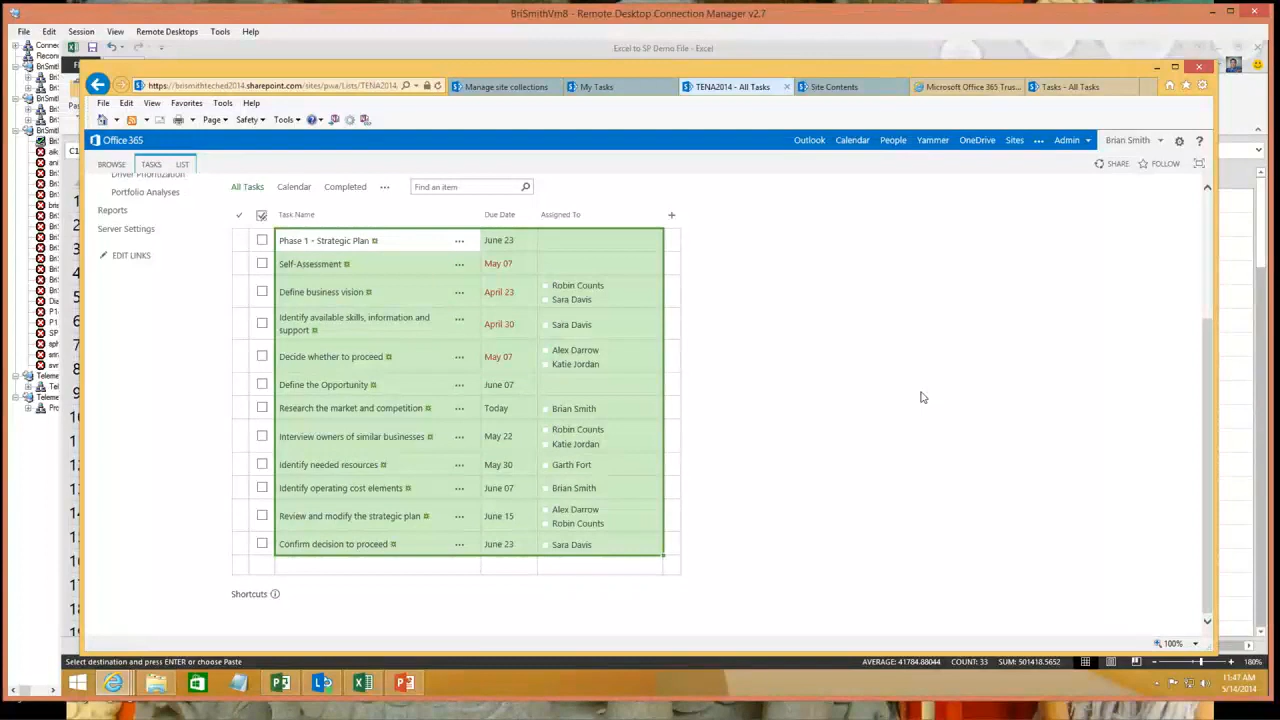 BriSmithVm8 - Remote Desktop Connection Manager v2.7
File Edit Session View Remote Desktops Tools Help
Excel to SP Demo File - Excel
https://brismithteched2014.sharepoint.com/sites/pwa/Lists/TENA2014.
Manage site collections
My Tasks
TENA2014 - All Tasks
Site Contents
Microsoft Office 365 Trus...
Tasks - All Tasks
File Edit View Favorites Tools Help
Page Safety Tools
Office 365
Outlook Calendar People Yammer OneDrive Sites ... Admin Brian Smith
BROWSE TASKS LIST
SHARE FOLLOW
Driver Prioritization
Portfolio Analyses
Reports
Server Settings
EDIT LINKS
All Tasks Calendar Completed ... Find an item
Task Name Due Date Assigned To
Phase 1 - Strategic Plan ... June 23
Self-Assessment ... May 07
Define business vision ... April 23 Robin Counts
Sara Davis
Identify available skills, information and
support ... April 30 Sara Davis
Decide whether to proceed ... May 07 Alex Darrow
Katie Jordan
Define the Opportunity ... June 07
Research the market and competition ... Today Brian Smith
Interview owners of similar businesses ... May 22 Robin Counts
Katie Jordan
Identify needed resources ... May 30 Garth Fort
Identify operating cost elements ... June 07 Brian Smith
Review and modify the strategic plan ... June 15 Alex Darrow
Robin Counts
Confirm decision to proceed ... June 23 Sara Davis
Shortcuts
100%
Select destination and press ENTER or choose Paste
AVERAGE: 41784.88044 COUNT: 33 SUM: 501418.5652
180%
11:47 AM
5/14/2014